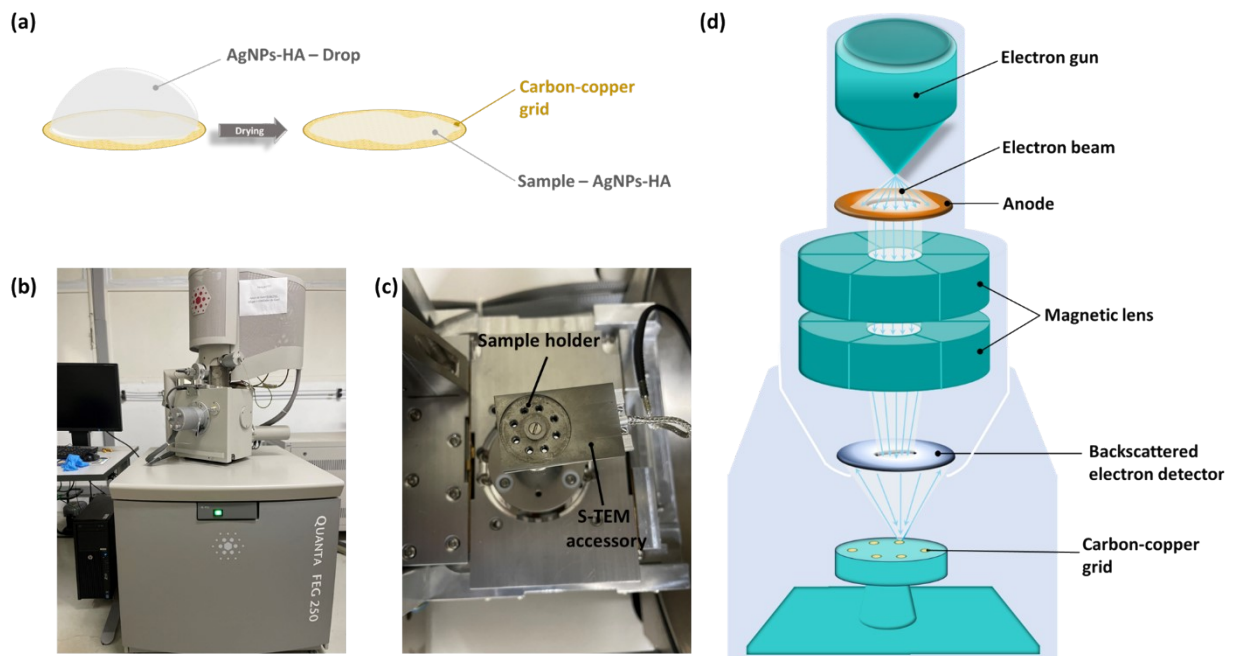 (a)
AgNPs-HA – Drop
Drying
Carbon-copper
grid
Sample – AgNPs-HA
(b)
QUANTA FEG 250
(c)
Sample holder
S-TEM
accessory
(d)
Electron gun
Electron beam
Anode
Magnetic lens
Backscattered
electron detector
Carbon-copper
grid